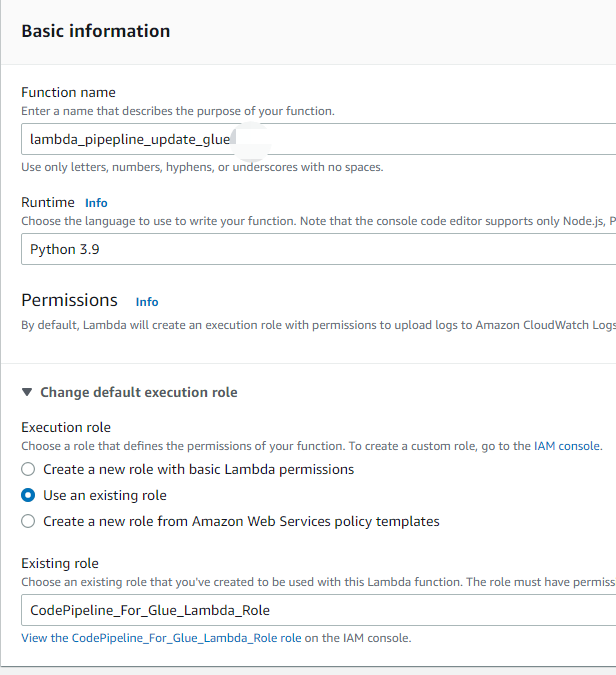 Basic information
Function name
Enter a name that describes the purpose of your function.
lambda_pipepline_update_glue
Use only letters, numbers, hyphens, or underscores with no spaces.
Runtime Info
Choose the language to use to write your function. Note that the console code editor supports only Node.js, P
Python 3.9
Permissions Info
By default, Lambda will create an execution role with permissions to upload logs to Amazon CloudWatch Logs
Change default execution role
Execution role
Choose a role that defines the permissions of your function. To create a custom role, go to the IAM console.
Create a new role with basic Lambda permissions
Use an existing role
Create a new role from Amazon Web Services policy templates
Existing role
Choose an existing role that you've created to be used with this Lambda function. The role must have permiss
CodePipeline_For_Glue_Lambda_Role
View the CodePipeline_For_Glue_Lambda_Role role on the IAM console.